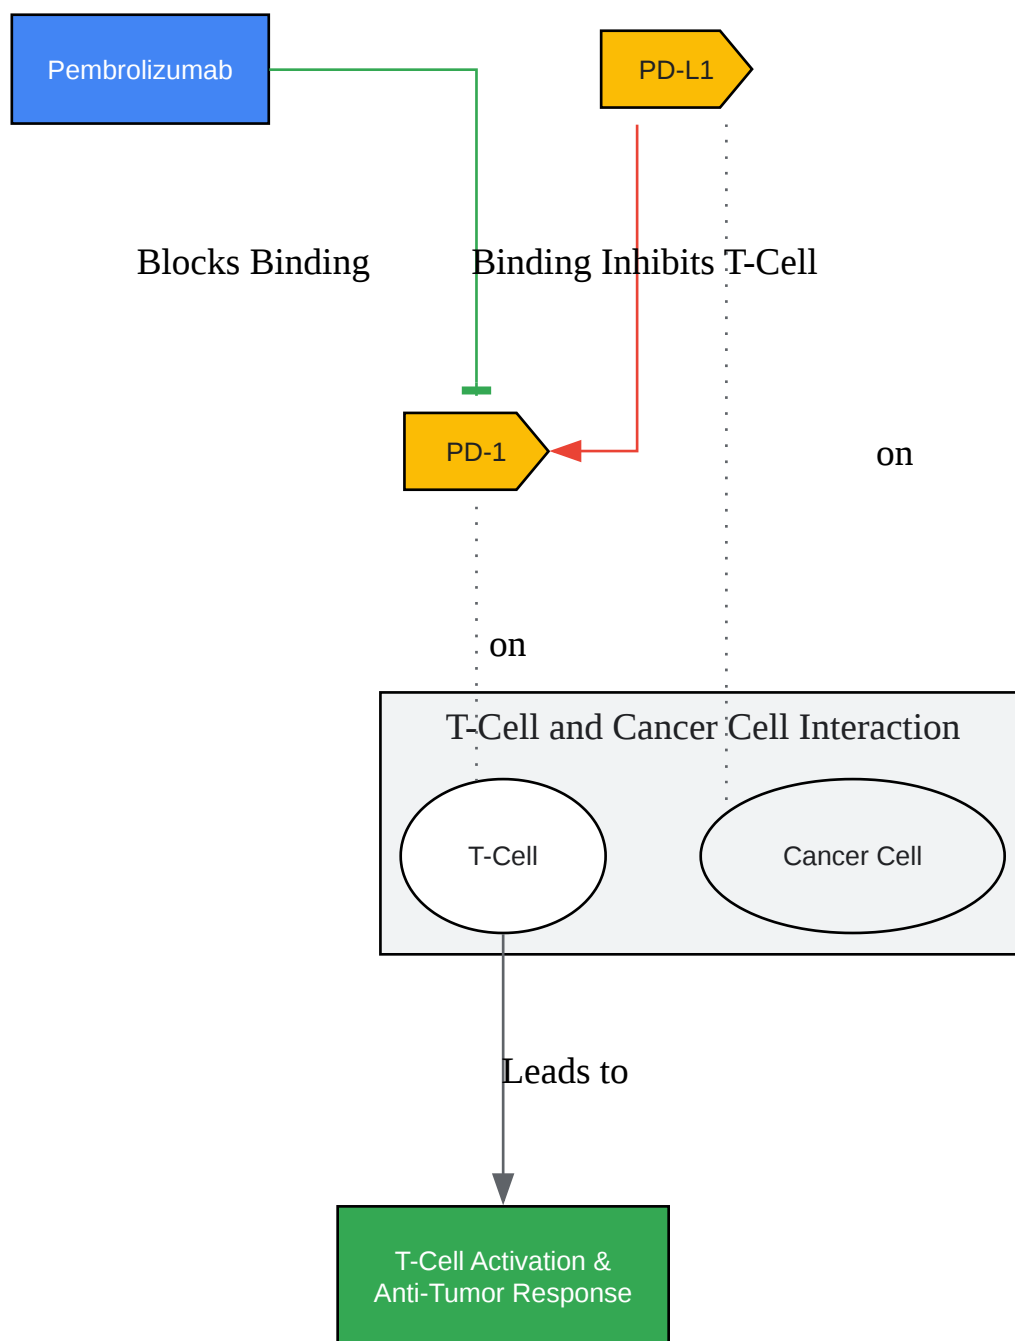 Pembrolizumab
PD-L1
Blocks Binding
Binding Inhibits T-Cell
PD-1
on
on
T-Cell and Cancer Cell Interaction
T-Cell
Cancer Cell
Leads to
T-Cell Activation &
Anti-Tumor Response